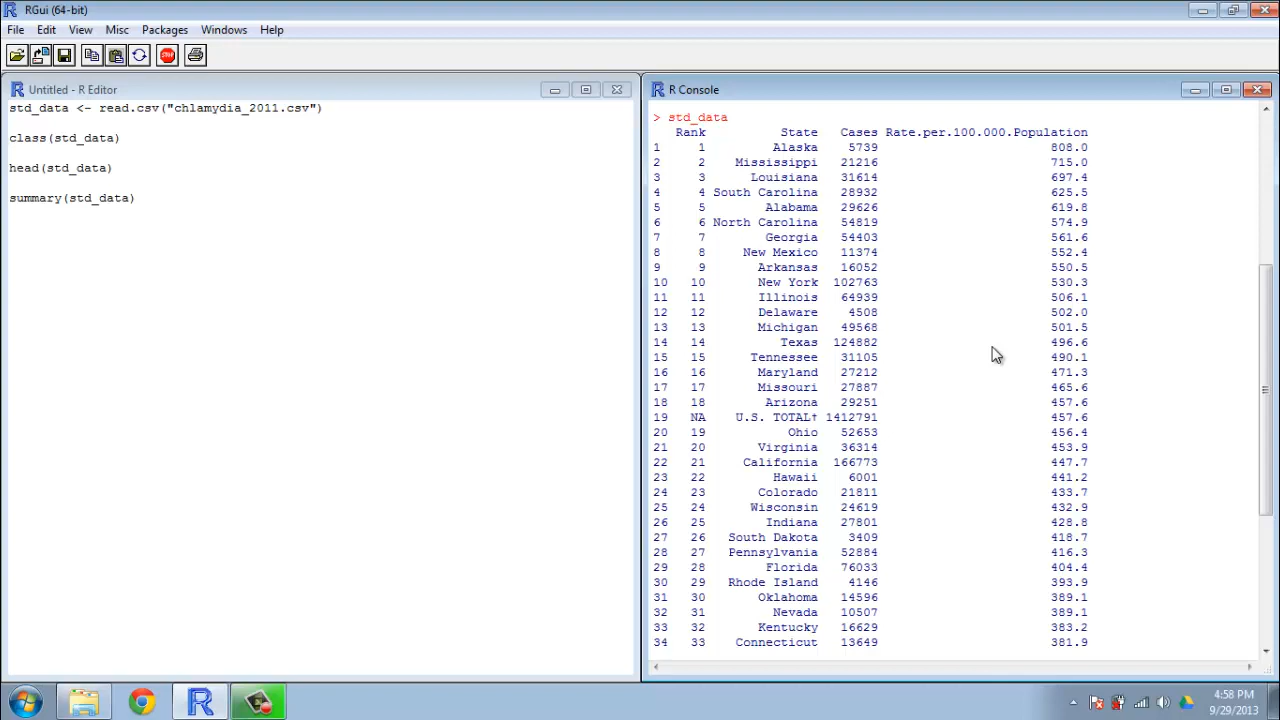 RGui (64-bit)
File Edit View Misc Packages Windows Help
STOP
Untitled - R Editor
std_data <- read.csv("chlamydia_2011.csv")
class(std_data)
head(std_data)
summary(std_data)
R Console
> std_data
Rank State Cases Rate.per.100.000.Population
1 1 Alaska 5739 808.0
2 2 Mississippi 21216 715.0
3 3 Louisiana 31614 697.4
4 4 South Carolina 28932 625.5
5 5 Alabama 29626 619.8
6 6 North Carolina 54819 574.9
7 7 Georgia 54403 561.6
8 8 New Mexico 11374 552.4
9 9 Arkansas 16052 550.5
10 10 New York 102763 530.3
11 11 Illinois 64939 506.1
12 12 Delaware 4508 502.0
13 13 Michigan 49568 501.5
14 14 Texas 124882 496.6
15 15 Tennessee 31105 490.1
16 16 Maryland 27212 471.3
17 17 Missouri 27887 465.6
18 18 Arizona 29251 457.6
19 NA U.S. TOTAL† 1412791 457.6
20 19 Ohio 52653 456.4
21 20 Virginia 36314 453.9
22 21 California 166773 447.7
23 22 Hawaii 6001 441.2
24 23 Colorado 21811 433.7
25 24 Wisconsin 24619 432.9
26 25 Indiana 27801 428.8
27 26 South Dakota 3409 418.7
28 27 Pennsylvania 52884 416.3
29 28 Florida 76033 404.4
30 29 Rhode Island 4146 393.9
31 30 Oklahoma 14596 389.1
32 31 Nevada 10507 389.1
33 32 Kentucky 16629 383.2
34 33 Connecticut 13649 381.9
4:58 PM
9/29/2013